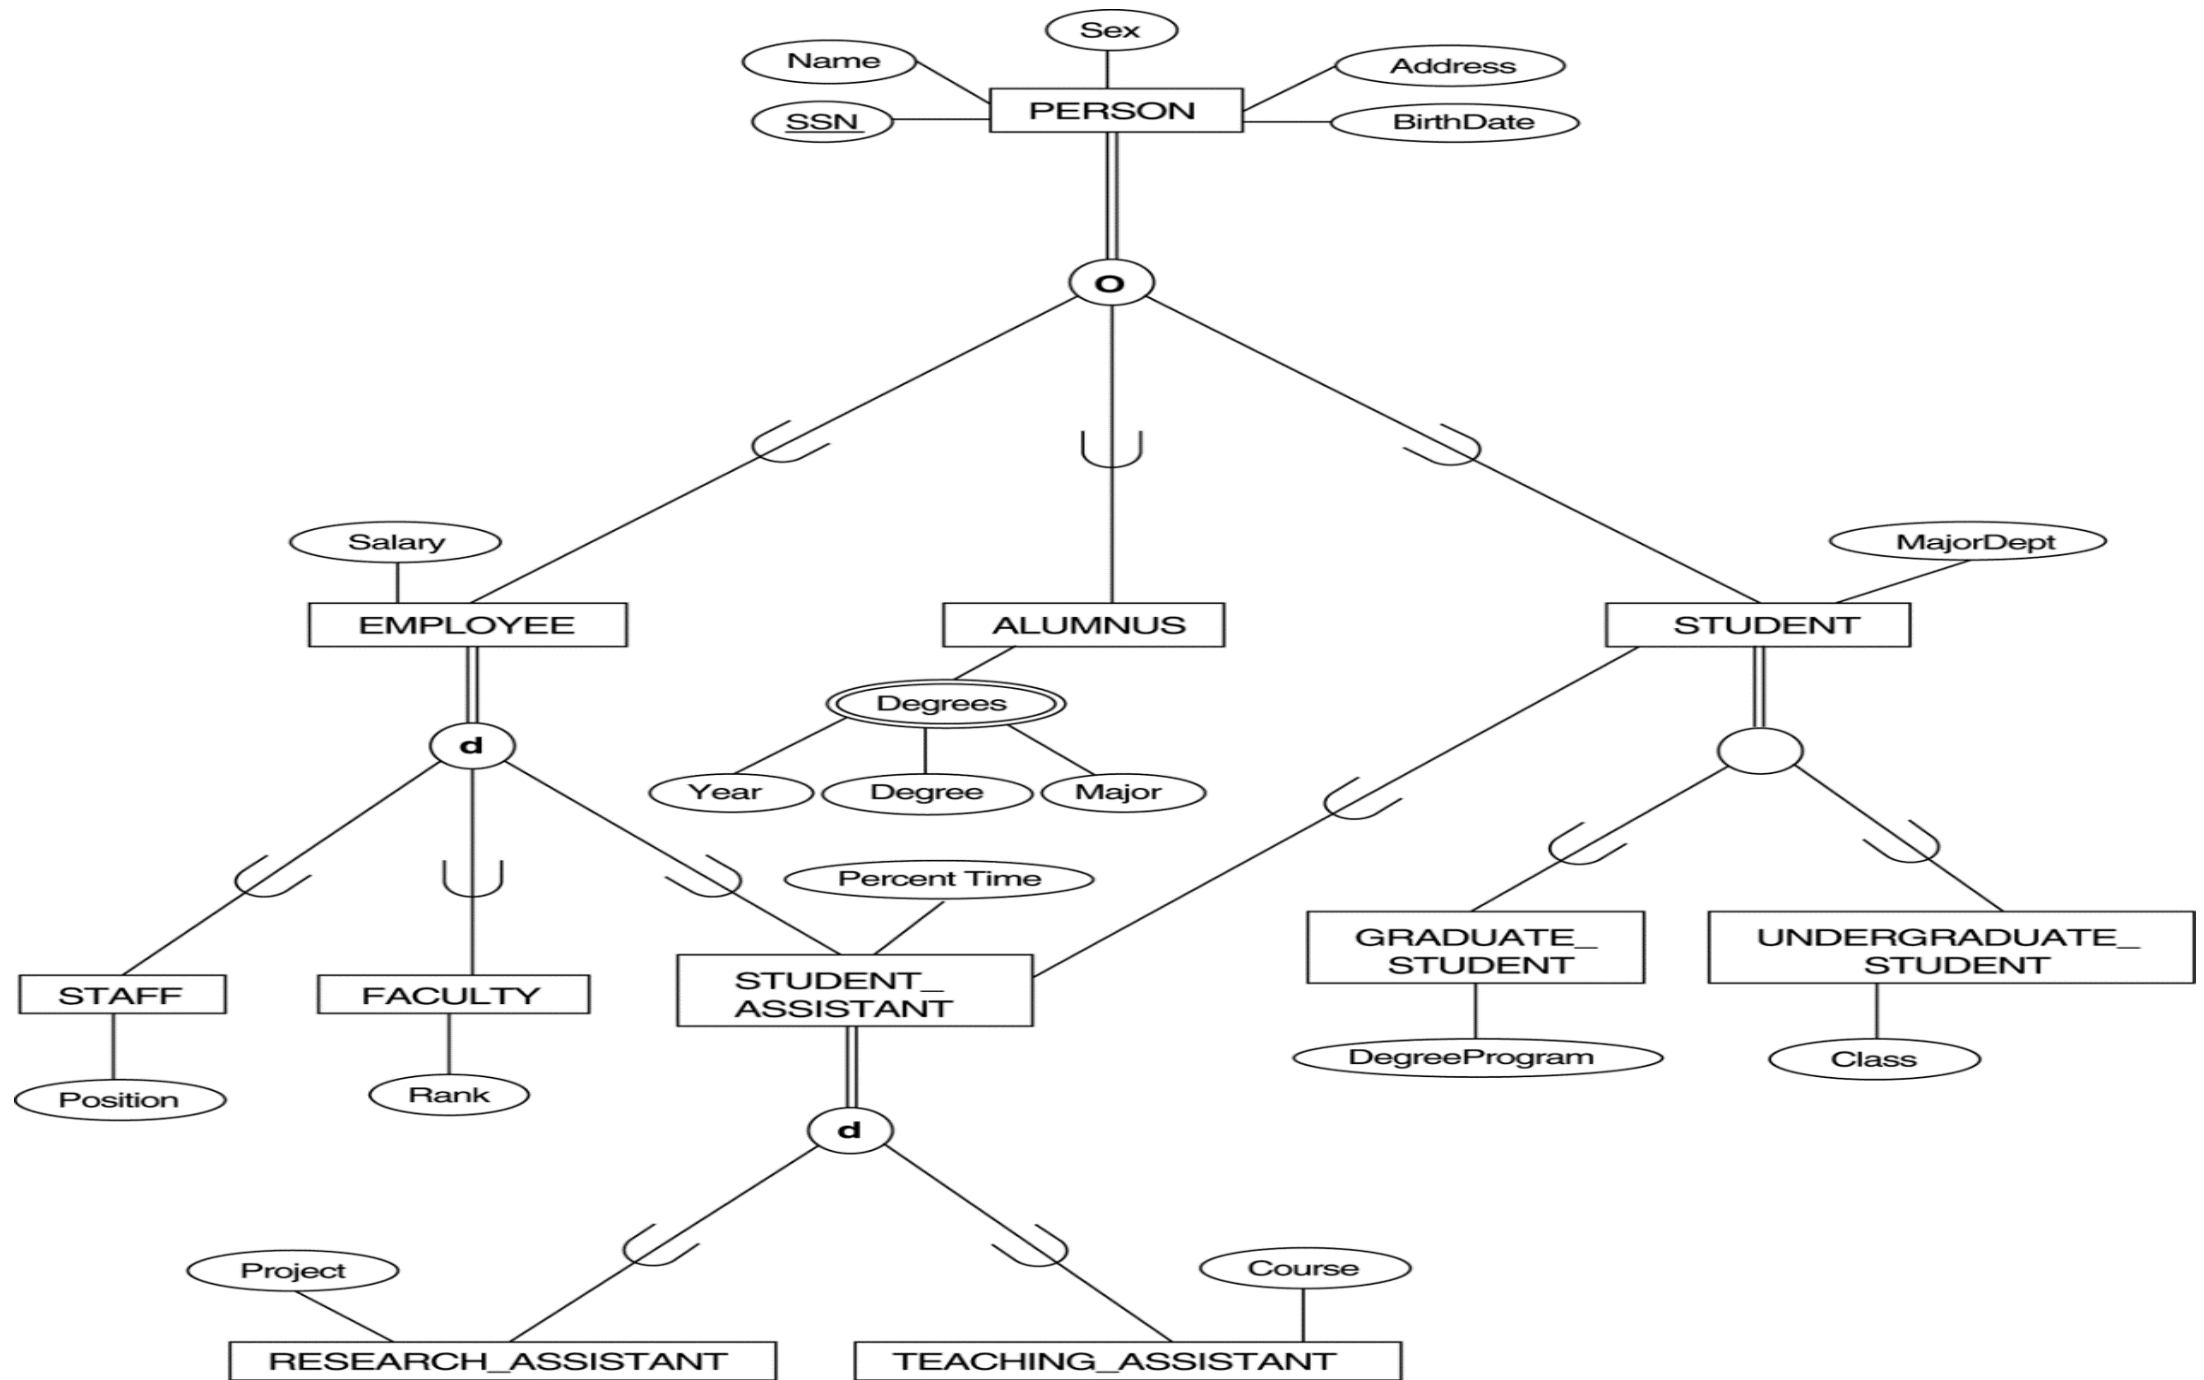 Sex
Name
Address
PERSON
SSN
BirthDate
O
Salary
MajorDept
EMPLOYEE
ALUMNUS
STUDENT
Degrees
d
Year
Degree
Major
Percent Time
GRADUATE_
STUDENT
UNDERGRADUATE_
STUDENT
STAFF
FACULTY
STUDENT_
ASSISTANT
DegreeProgram
Class
Position
Rank
d
Project
Course
RESEARCH_ASSISTANT
TEACHING_ASSISTANT